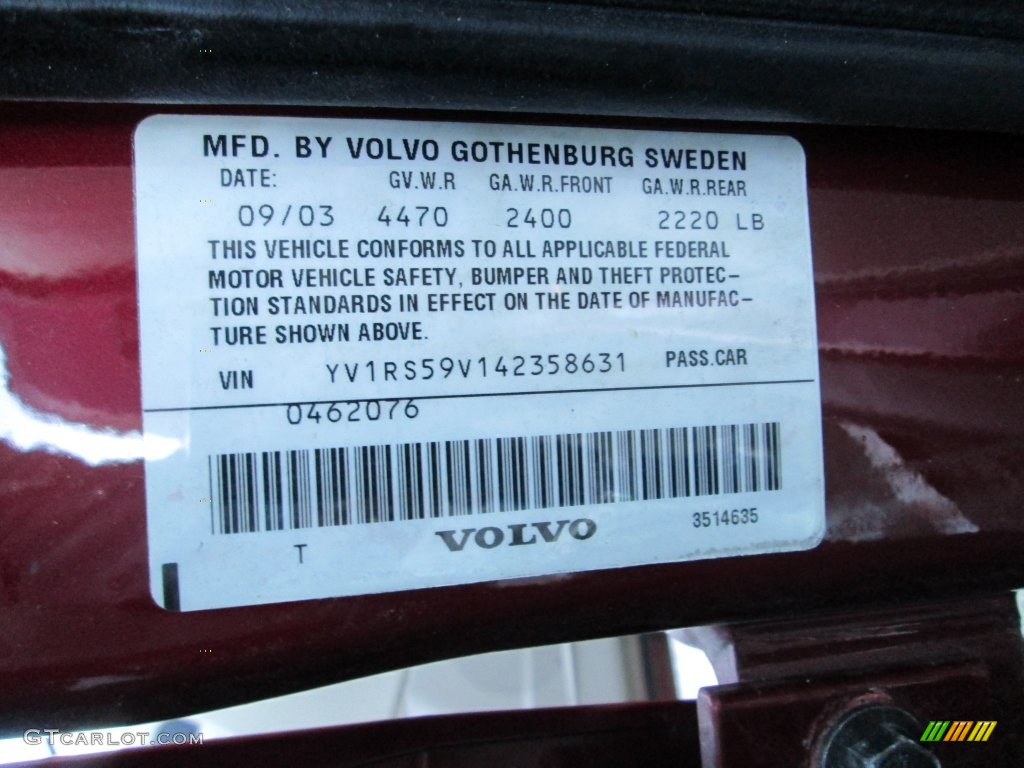 MFD. BY VOLVO GOTHENBURG SWEDEN
DATE: GV.W.R GA.W.R.FRONT GA.W.R.REAR
09/03 4470 2400 2220 LB
THIS VEHICLE CONFORMS TO ALL APPLICABLE FEDERAL
MOTOR VEHICLE SAFETY, BUMPER AND THEFT PROTEC–
TION STANDARDS IN EFFECT ON THE DATE OF MANUFAC–
TURE SHOWN ABOVE.
VIN YV1RS59V142358631 PASS.CAR
0462076
VOLVO 3514635
T
GTCARLOT.COM